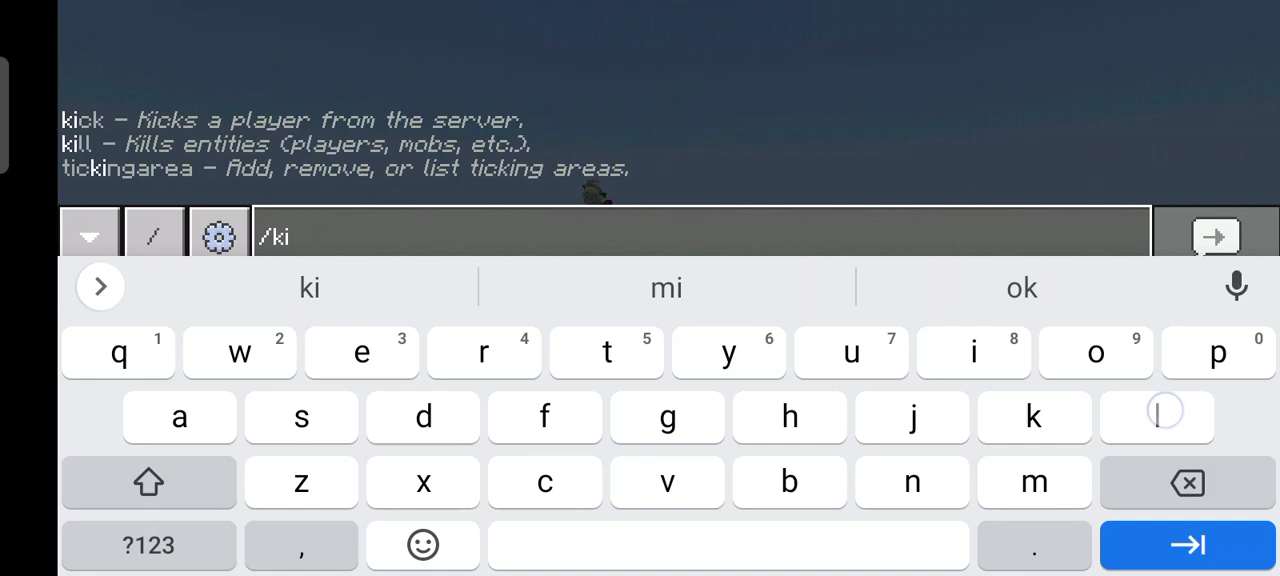 kick – Kicks a player from the server.
kill – Kills entities (players, mobs, etc.).
tickingarea – Add, remove, or list ticking areas.
/ /ki
ki mi ok
q 1 w 2 e 3 r 4 t 5 y 6 u 7 i 8 o 9 p 0
a s d f g h j k l
z x c v b n m
?123 , .